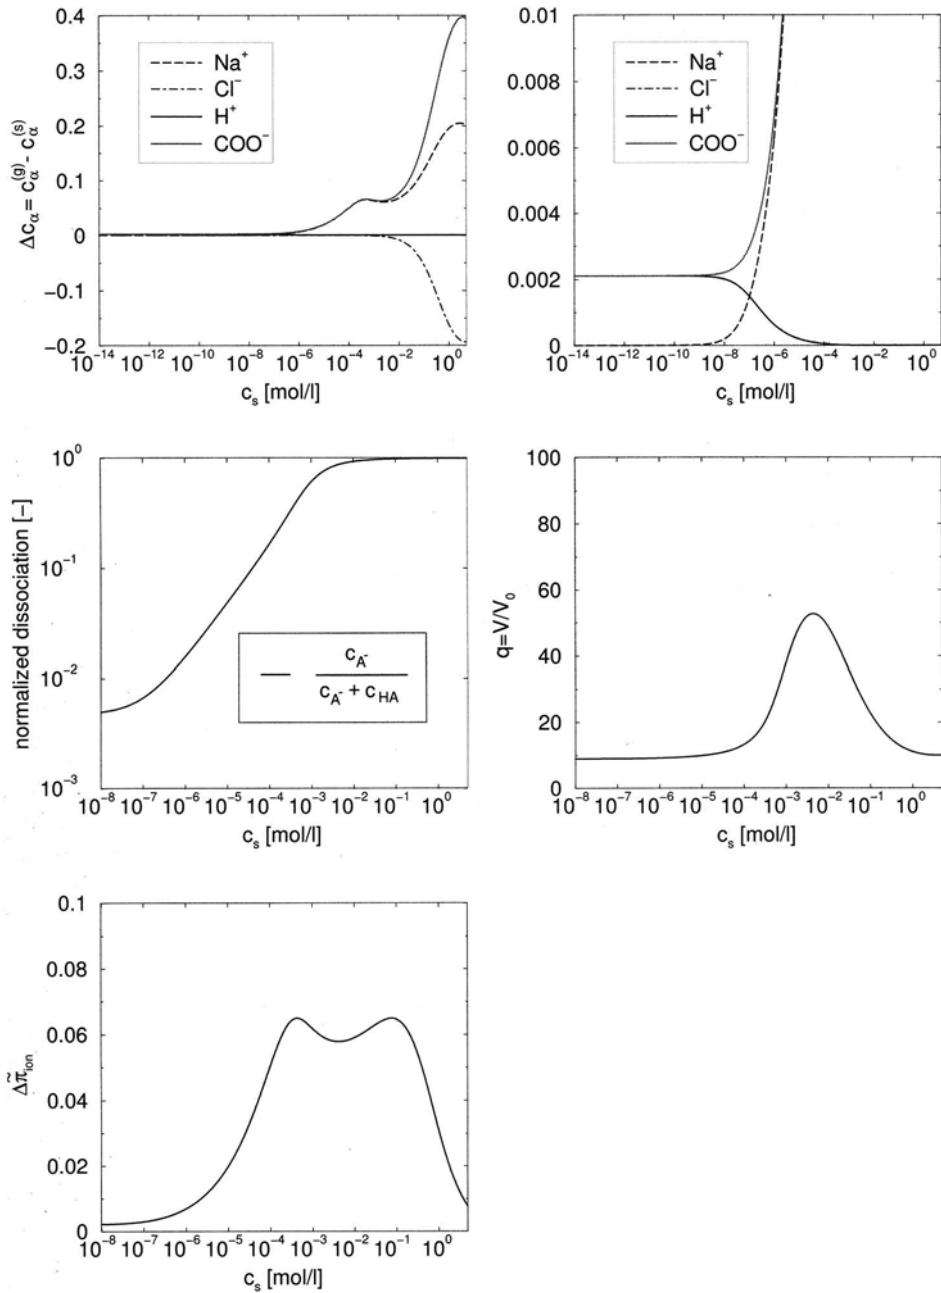 0.4
0.3
0.2
0.1
0
−0.1
−0.2
Δc_α = c_α^(g) - c_α^(s)
Na⁺
Cl⁻
H⁺
COO⁻
10⁻¹⁴ 10⁻¹² 10⁻¹⁰ 10⁻⁸ 10⁻⁶ 10⁻⁴ 10⁻² 10⁰
c_s [mol/l]
0.01
0.008
0.006
0.004
0.002
0
Na⁺
Cl⁻
H⁺
COO⁻
10⁻¹⁴ 10⁻¹² 10⁻¹⁰ 10⁻⁸ 10⁻⁶ 10⁻⁴ 10⁻² 10⁰
c_s [mol/l]
10⁰
10⁻¹
10⁻²
10⁻³
normalized dissociation [−]
c_A⁻
c_A⁻ + c_HA
10⁻⁸ 10⁻⁷ 10⁻⁶ 10⁻⁵ 10⁻⁴ 10⁻³ 10⁻² 10⁻¹ 10⁰
c_s [mol/l]
100
80
60
40
20
0
q=V/V₀
10⁻⁸ 10⁻⁷ 10⁻⁶ 10⁻⁵ 10⁻⁴ 10⁻³ 10⁻² 10⁻¹ 10⁰
c_s [mol/l]
0.1
0.08
0.06
0.04
0.02
0
Δπ̃_ion
10⁻⁸ 10⁻⁷ 10⁻⁶ 10⁻⁵ 10⁻⁴ 10⁻³ 10⁻² 10⁻¹ 10⁰
c_s [mol/l]